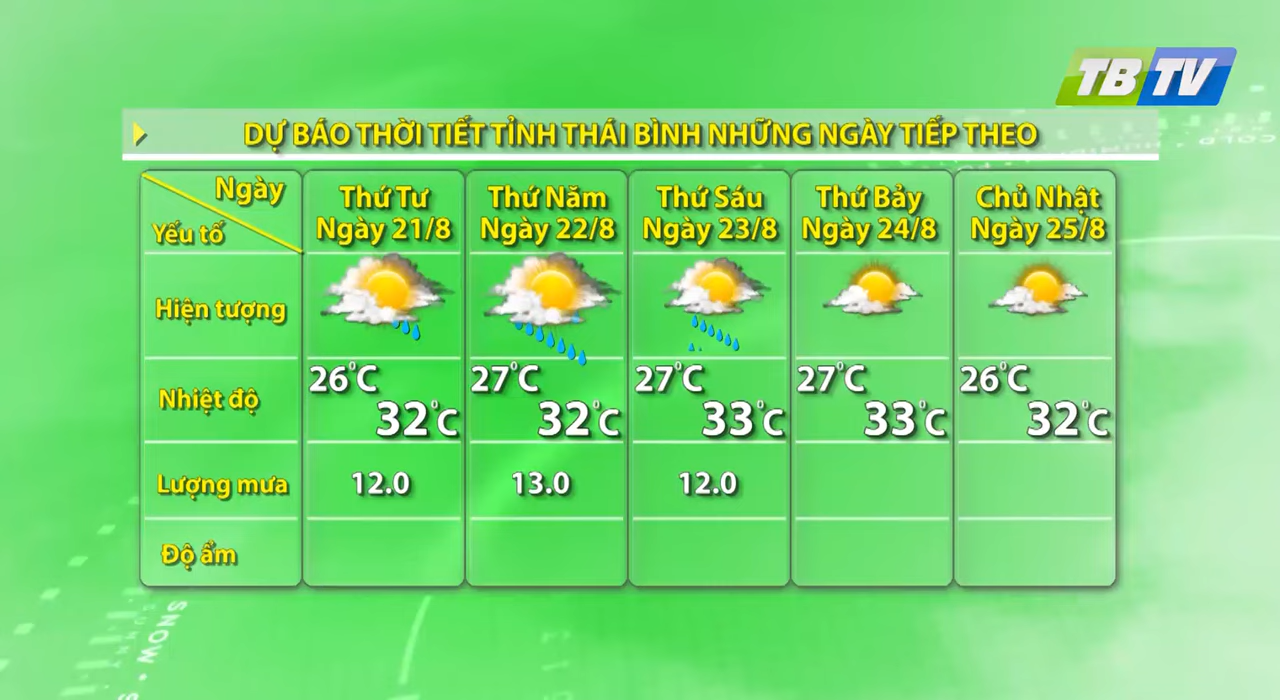 TBTV
DỰ BÁO THỜI TIẾT TỈNH THÁI BÌNH NHỮNG NGÀY TIẾP THEO
Ngày
Yếu tố
Thứ Tư
Ngày 21/8
Thứ Năm
Ngày 22/8
Thứ Sáu
Ngày 23/8
Thứ Bảy
Ngày 24/8
Chủ Nhật
Ngày 25/8
Hiện tượng
Nhiệt độ
26°C
32°C
27°C
32°C
27°C
33°C
27°C
33°C
26°C
32°C
Lượng mưa
12.0
13.0
12.0
Độ ẩm
SNOW